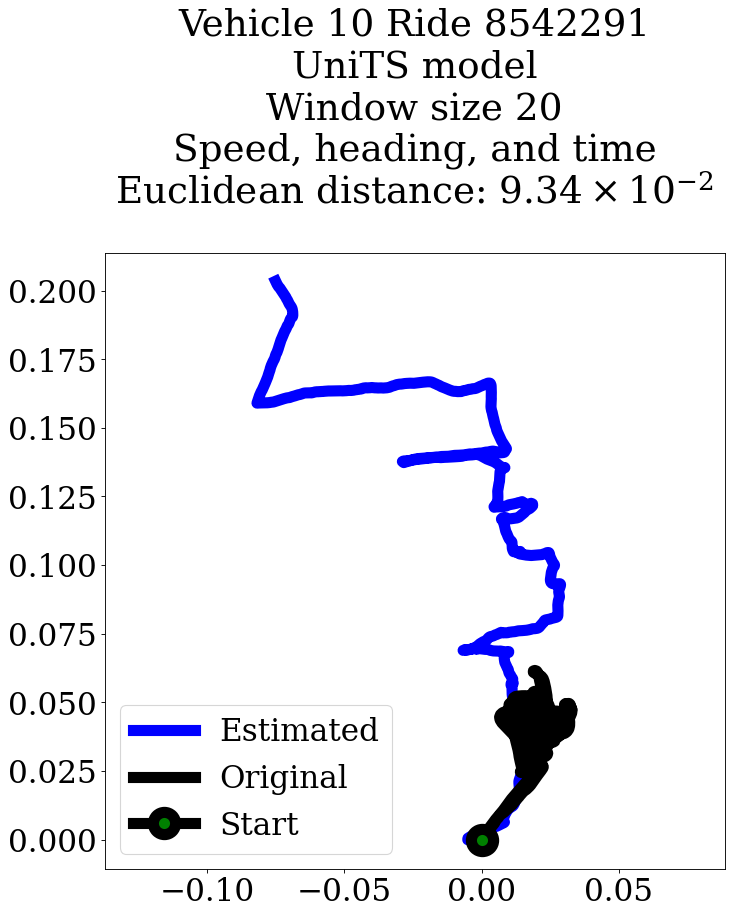 Vehicle 10 Ride 8542291
UniTS model
Window size 20
Speed, heading, and time
Euclidean distance: 9.34 × 10⁻²
0.200
0.175
0.150
0.125
0.100
0.075
0.050
0.025
0.000
Estimated
Original
Start
−0.10 −0.05 0.00 0.05